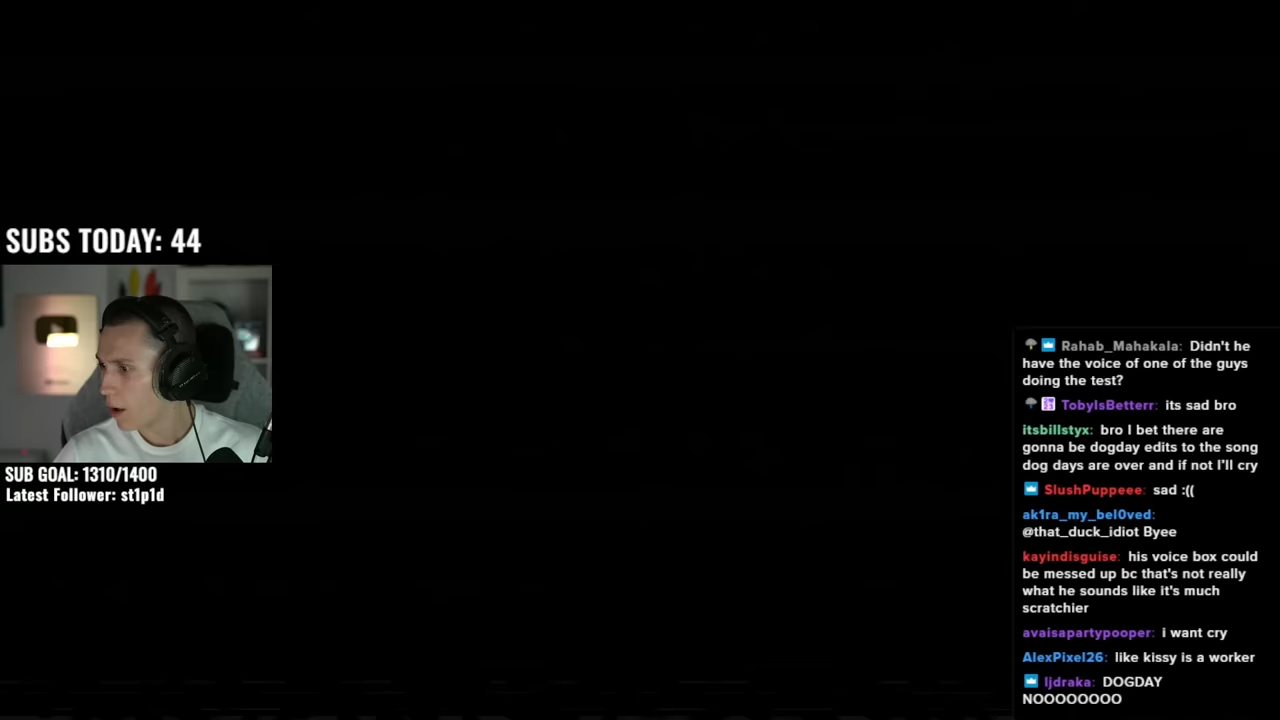 SUBS TODAY: 44
SUB GOAL: 1310/1400
Latest Follower: st1p1d
Rahab_Mahakala: Didn't he
have the voice of one of the guys
doing the test?
TobyIsBetterr: its sad bro
itsbillstyx: bro I bet there are
gonna be dogday edits to the song
dog days are over and if not I'll cry
SlushPuppeee: sad :((
ak1ra_my_bel0ved:
@that_duck_idiot Byee
kayindisguise: his voice box could
be messed up bc that's not really
what he sounds like it's much
scratchier
avaisapartypooper: i want cry
AlexPixel26: like kissy is a worker
ljdraka: DOGDAY
NOOOOOOOO